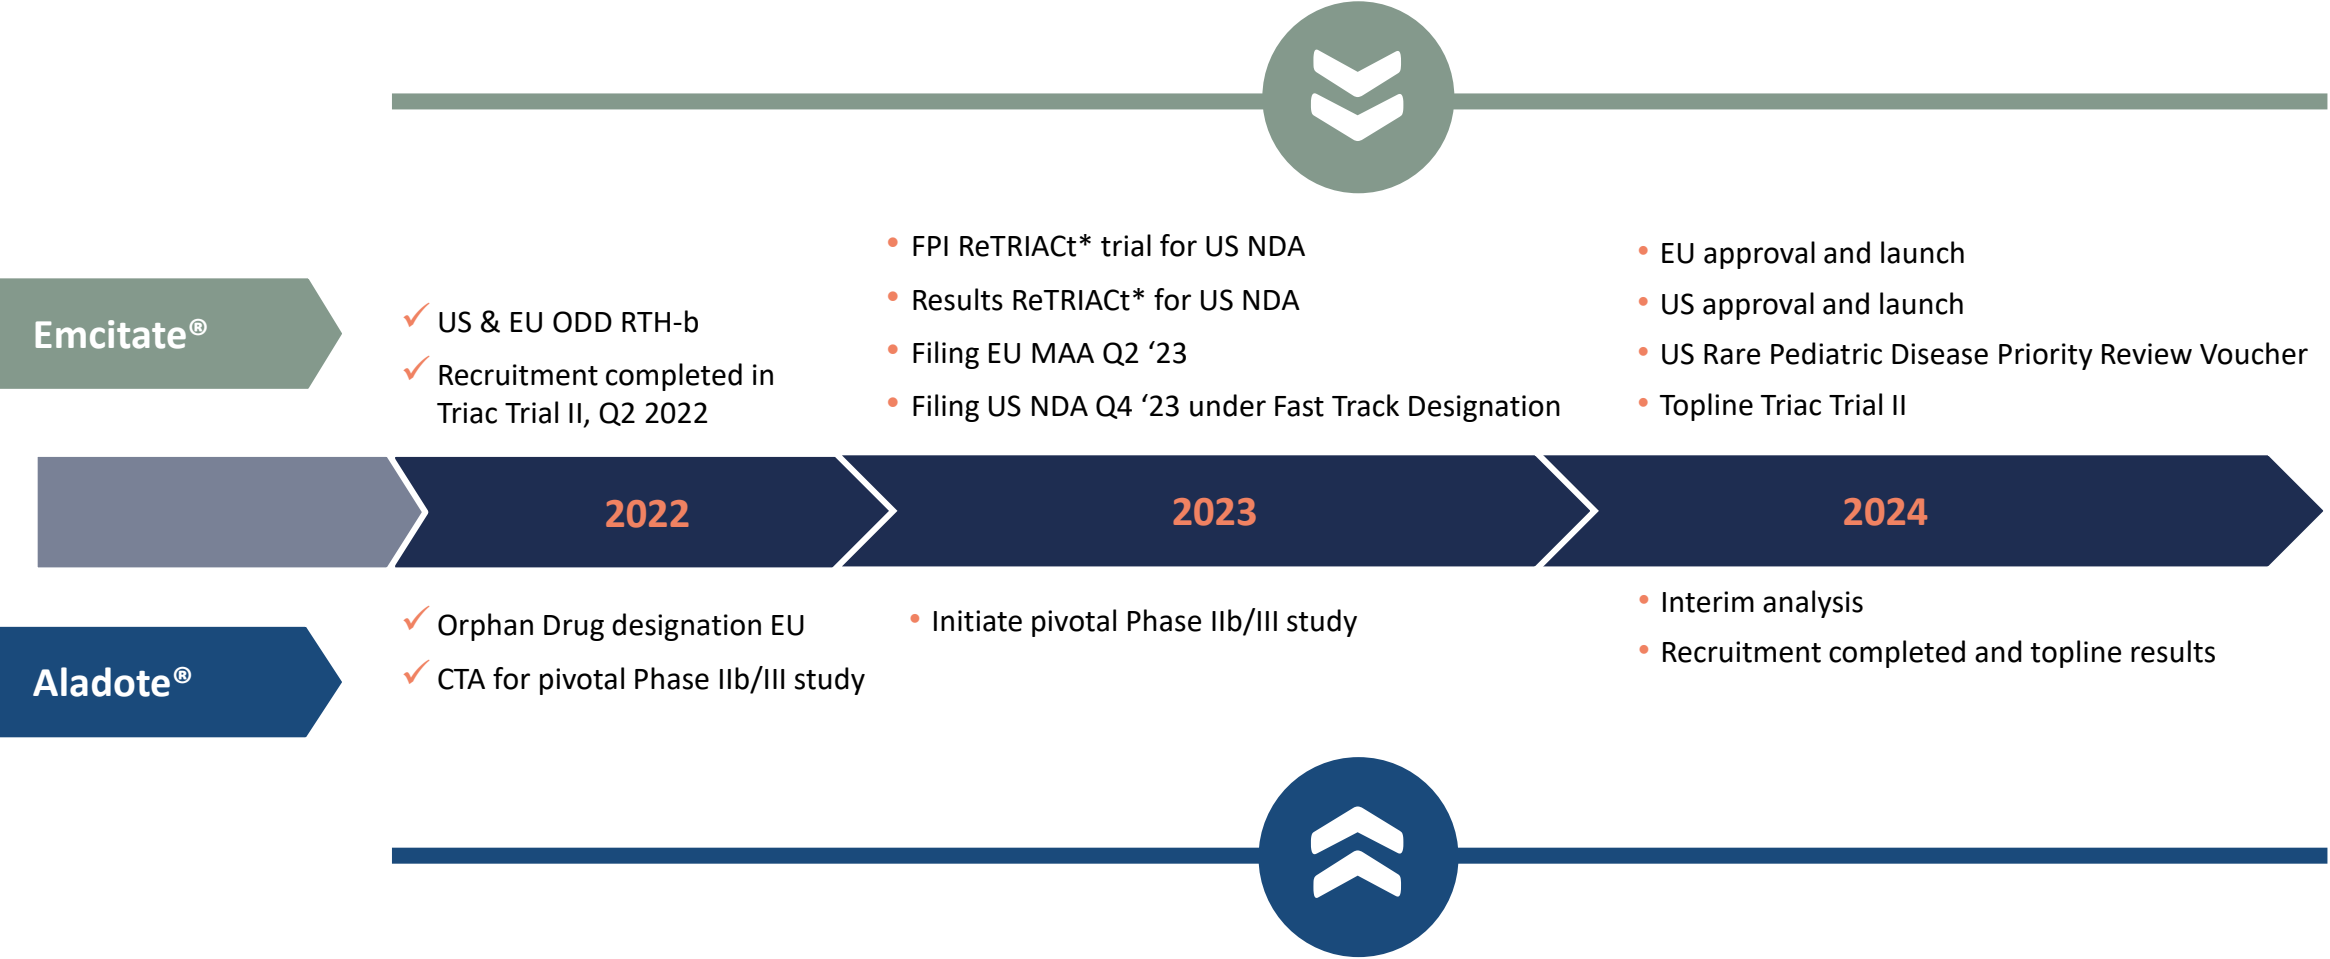 Emcitate®
✓ US & EU ODD RTH-b
✓ Recruitment completed in
Triac Trial II, Q2 2022
• FPI ReTRIACt* trial for US NDA
• Results ReTRIACt* for US NDA
• Filing EU MAA Q2 ‘23
• Filing US NDA Q4 ‘23 under Fast Track Designation
• EU approval and launch
• US approval and launch
• US Rare Pediatric Disease Priority Review Voucher
• Topline Triac Trial II
2022
2023
2024
Aladote®
✓ Orphan Drug designation EU
✓ CTA for pivotal Phase IIb/III study
• Initiate pivotal Phase IIb/III study
• Interim analysis
• Recruitment completed and topline results